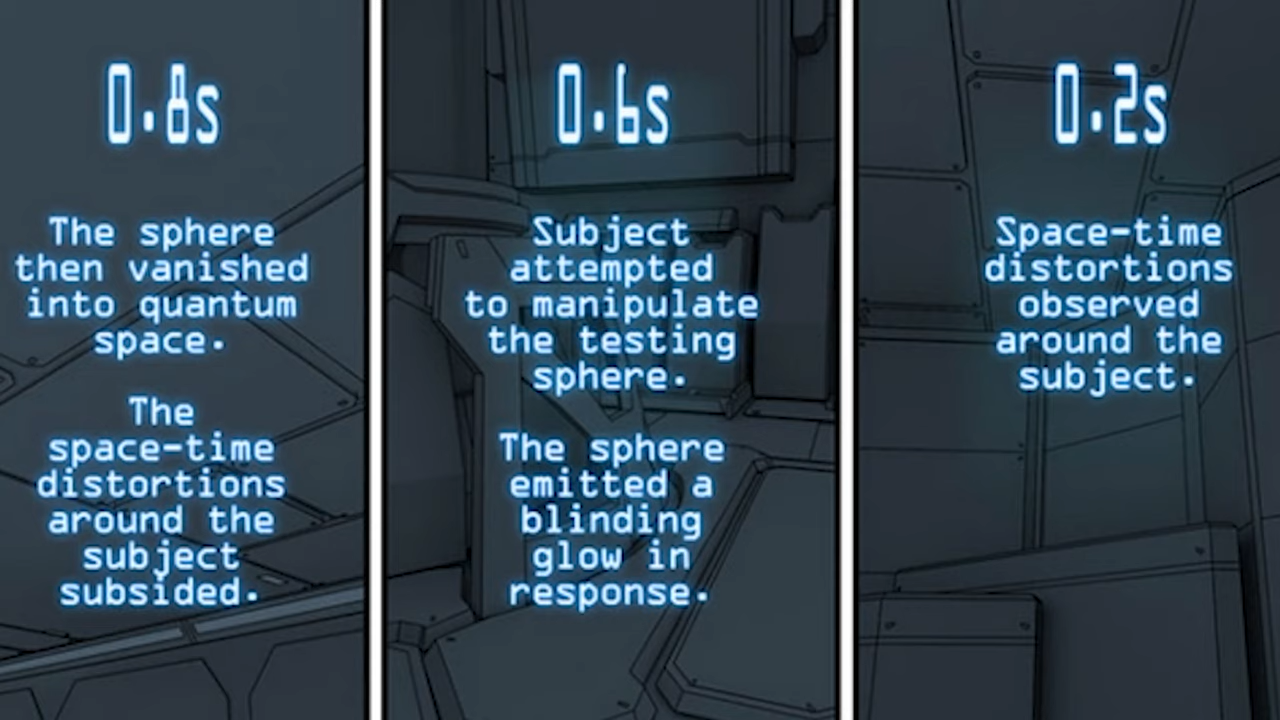 0.8s
The sphere
then vanished
into quantum
space.
The
space-time
distortions
around the
subject
subsided.
0.6s
Subject
attempted
to manipulate
the testing
sphere.
The sphere
emitted a
blinding
glow in
response.
0.2s
Space-time
distortions
observed
around the
subject.